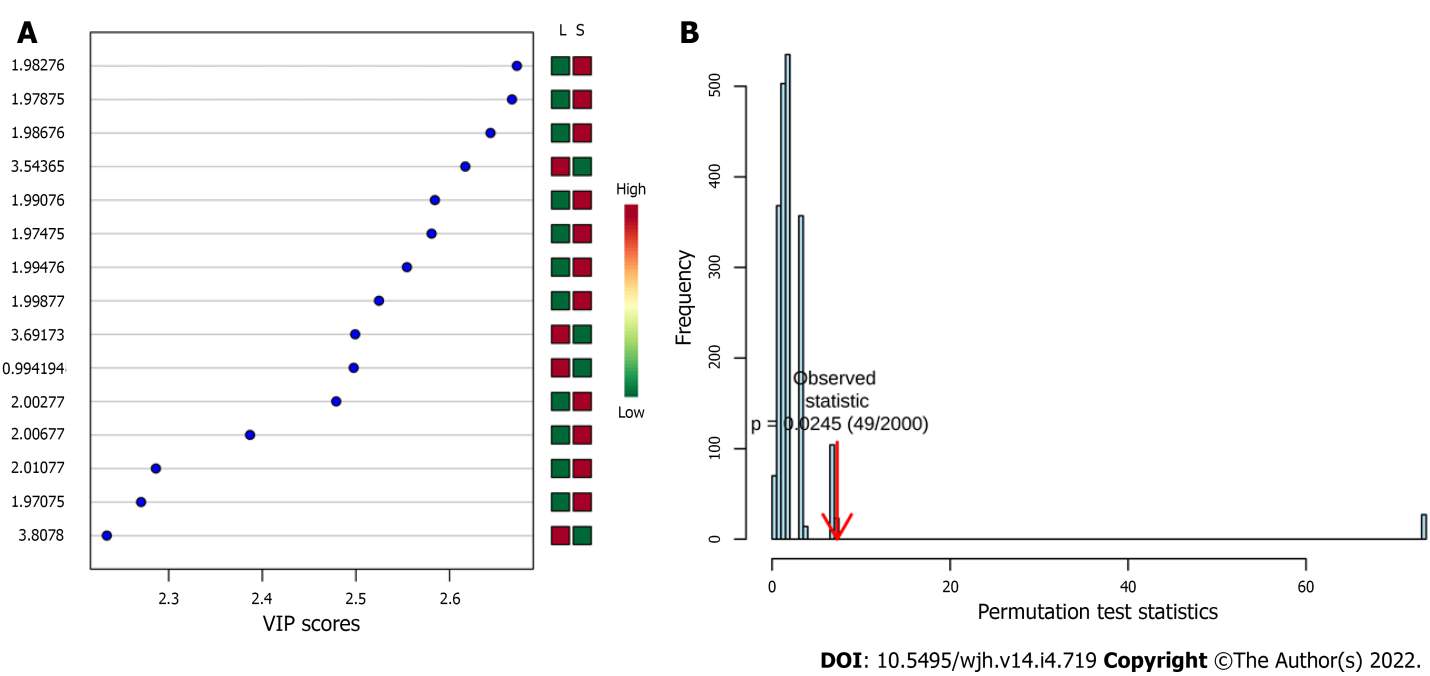 A
L S
1.98276
1.97875
1.98676
3.54365
1.99076
1.97475
1.99476
1.99877
3.69173
0.994194
2.00277
2.00677
2.01077
1.97075
3.8078
High
Low
2.3 2.4 2.5 2.6
VIP scores
B
500
400
300
200
100
0
Frequency
Observed
statistic
p = 0.0245 (49/2000)
0 20 40 60
Permutation test statistics
DOI: 10.5495/wjh.v14.i4.719 Copyright ©The Author(s) 2022.